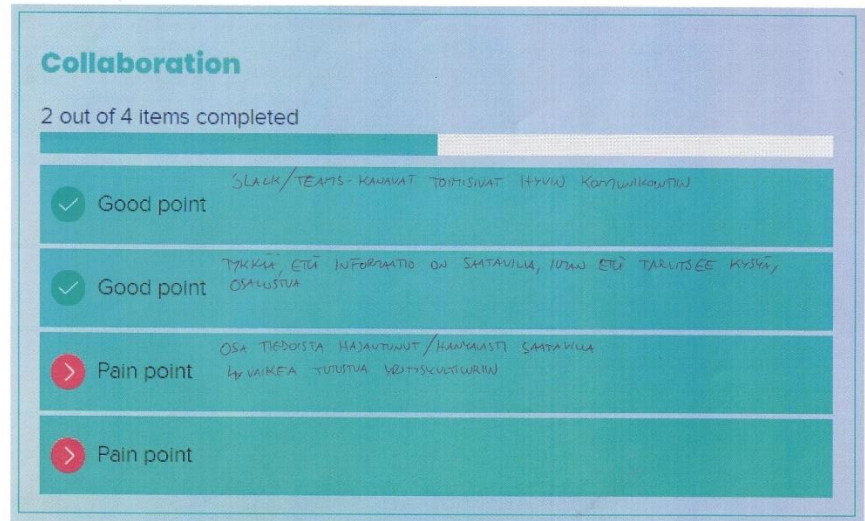 Collaboration
2 out of 4 items completed
SLACK/TEAMS-KANAVAT TOIMISIVAT HYVIN KOMMUNIKOINTIIN
Good point
TYKKÄÄ, ETTÄ INFORMAATIO ON SAATAVILLA, ILMAN ETTÄ TARVITSEE KYSYÄ,
Good point OSALLISTUA
OSA TIEDOISTA HAJAUTUNUT/HANKALASTI SAATAVILLA
Pain point ↳ VAIKEA TUTUSTUA YRITYSKULTTUURIIN
Pain point